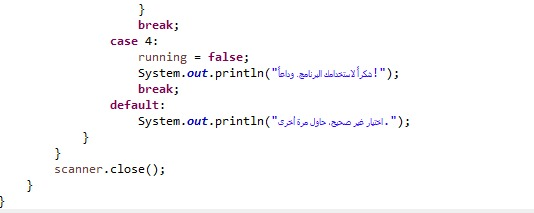 }
break;
case 4:
running = false;
System.out.println("شكراً لاستخدامك البرنامج. وداعاً!");
break;
default:
System.out.println("اختيار غير صحيح، حاول مرة أخرى.");
}
}
scanner.close();
}
}